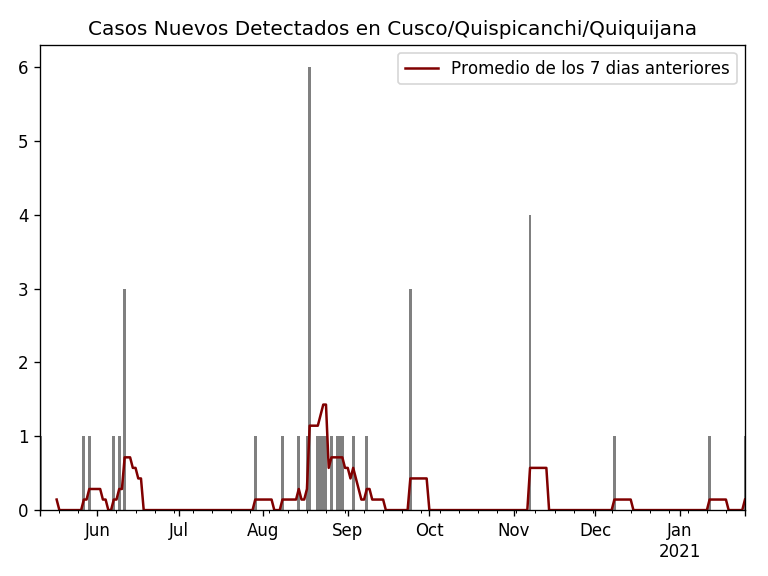 Casos Nuevos Detectados en Cusco/Quispicanchi/Quiquijana
Promedio de los 7 dias anteriores
6
5
4
3
2
1
0
Jun Jul Aug Sep Oct Nov Dec Jan
2021